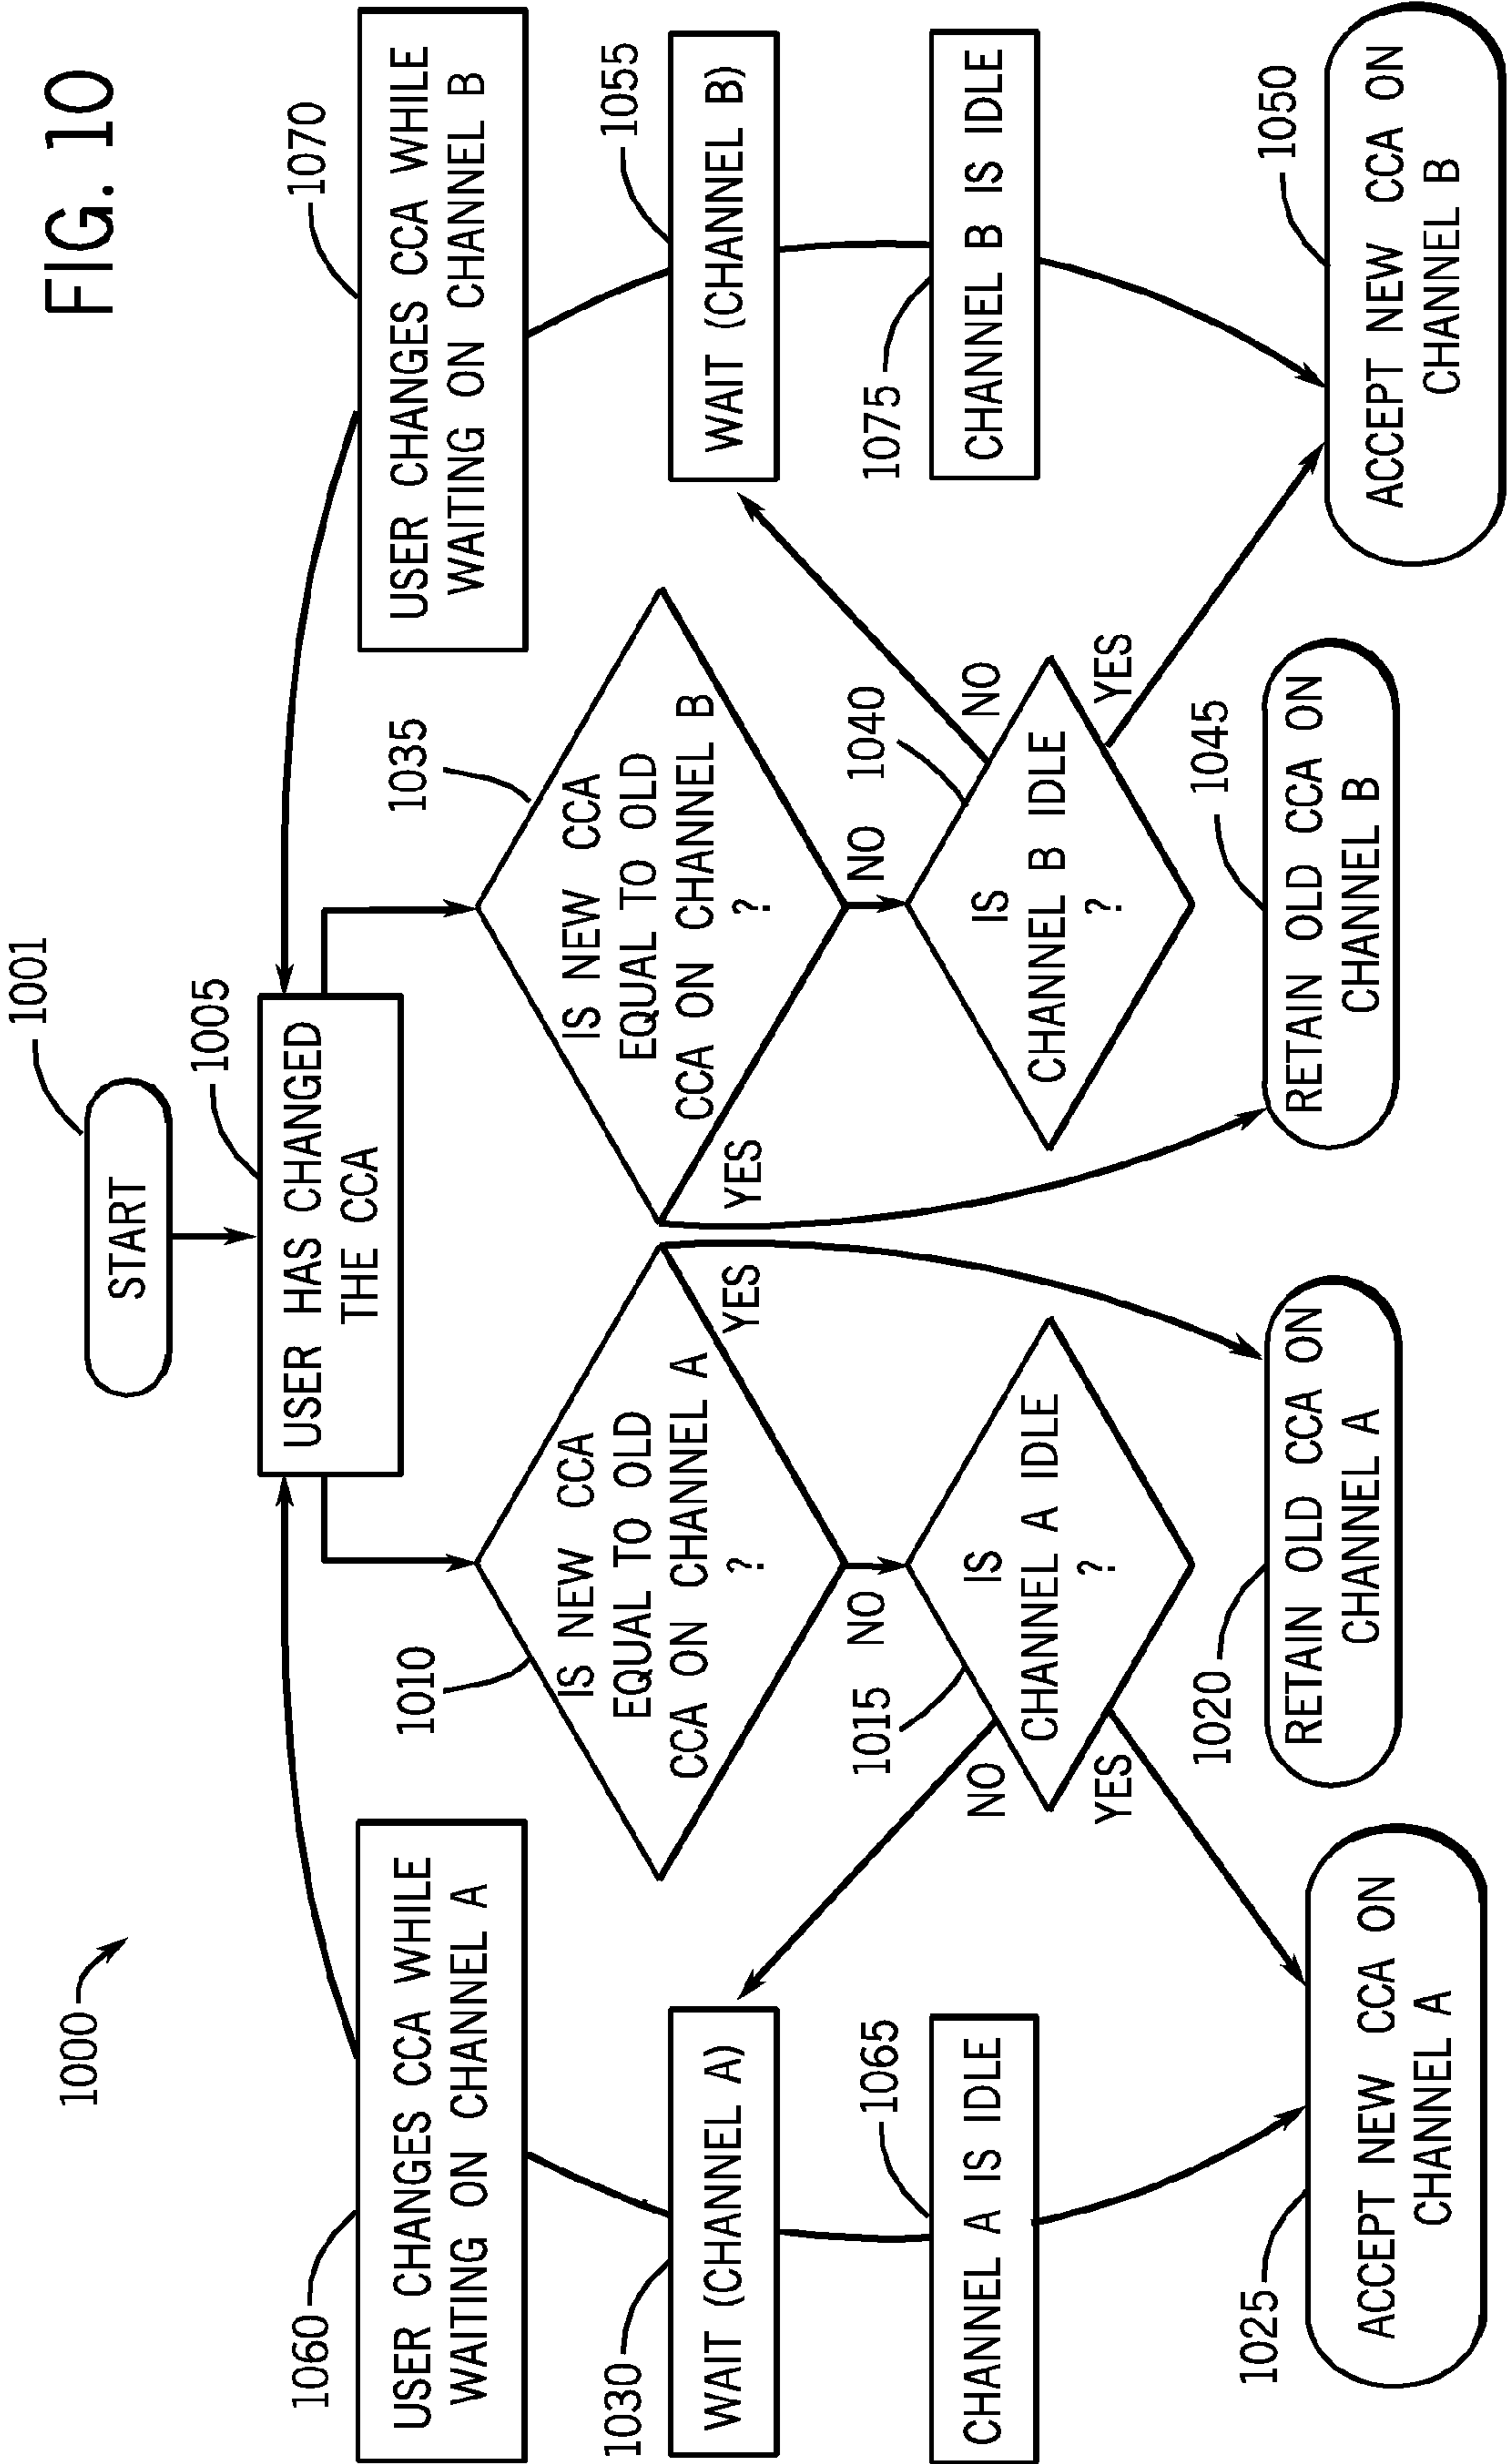 FIG. 10
1000
1001
START
1005
USER HAS CHANGED
THE CCA
1060
USER CHANGES CCA WHILE
WAITING ON CHANNEL A
1070
USER CHANGES CCA WHILE
WAITING ON CHANNEL B
1010
IS NEW CCA
EQUAL TO OLD
CCA ON CHANNEL A
?
YES
NO
1035
IS NEW CCA
EQUAL TO OLD
CCA ON CHANNEL B
?
YES
NO
1030
WAIT (CHANNEL A)
1055
WAIT (CHANNEL B)
1015
IS
CHANNEL A IDLE
?
NO
YES
1040
IS
CHANNEL B IDLE
?
NO
YES
1065
CHANNEL A IS IDLE
1075
CHANNEL B IS IDLE
1025
ACCEPT NEW CCA ON
CHANNEL A
1020
RETAIN OLD CCA ON
CHANNEL A
1045
RETAIN OLD CCA ON
CHANNEL B
1050
ACCEPT NEW CCA ON
CHANNEL B